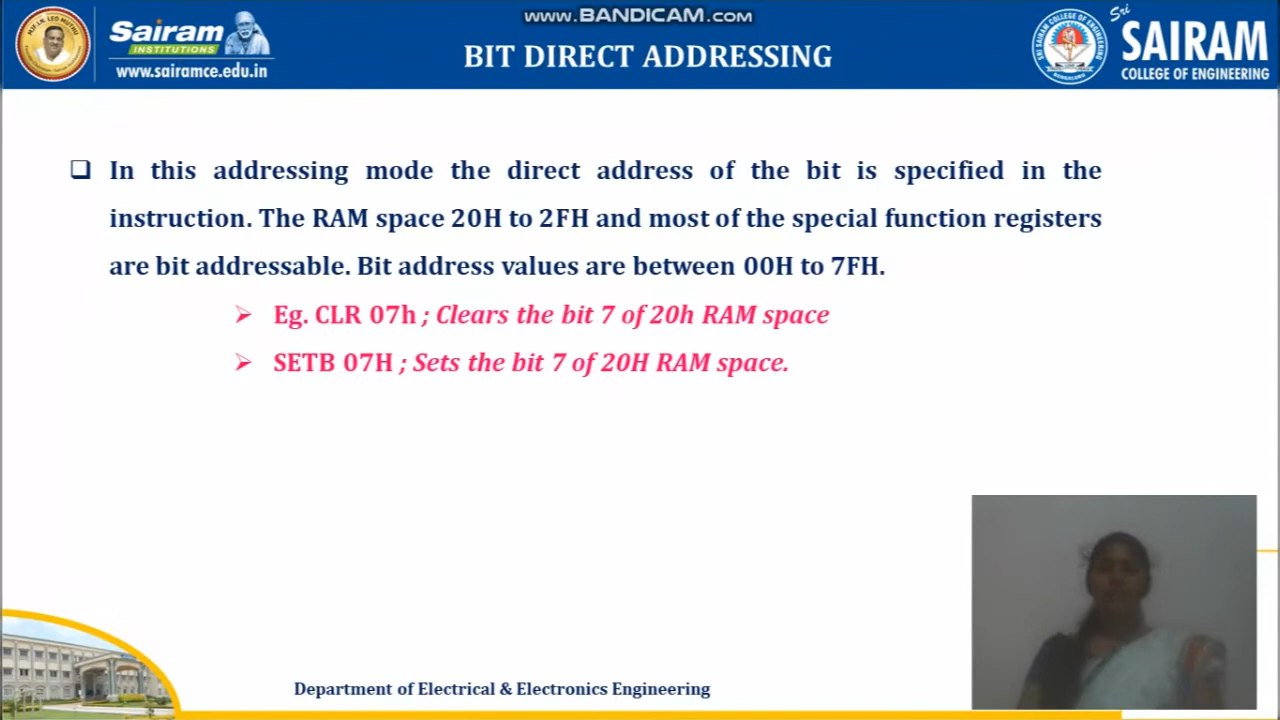 www.BANDICAM.com
Sairam
INSTITUTIONS
www.sairamce.edu.in
BIT DIRECT ADDRESSING
Sri
SAIRAM
COLLEGE OF ENGINEERING
In this addressing mode the direct address of the bit is specified in the
instruction. The RAM space 20H to 2FH and most of the special function registers
are bit addressable. Bit address values are between 00H to 7FH.
Eg. CLR 07h ; Clears the bit 7 of 20h RAM space
SETB 07H ; Sets the bit 7 of 20H RAM space.
Department of Electrical & Electronics Engineering